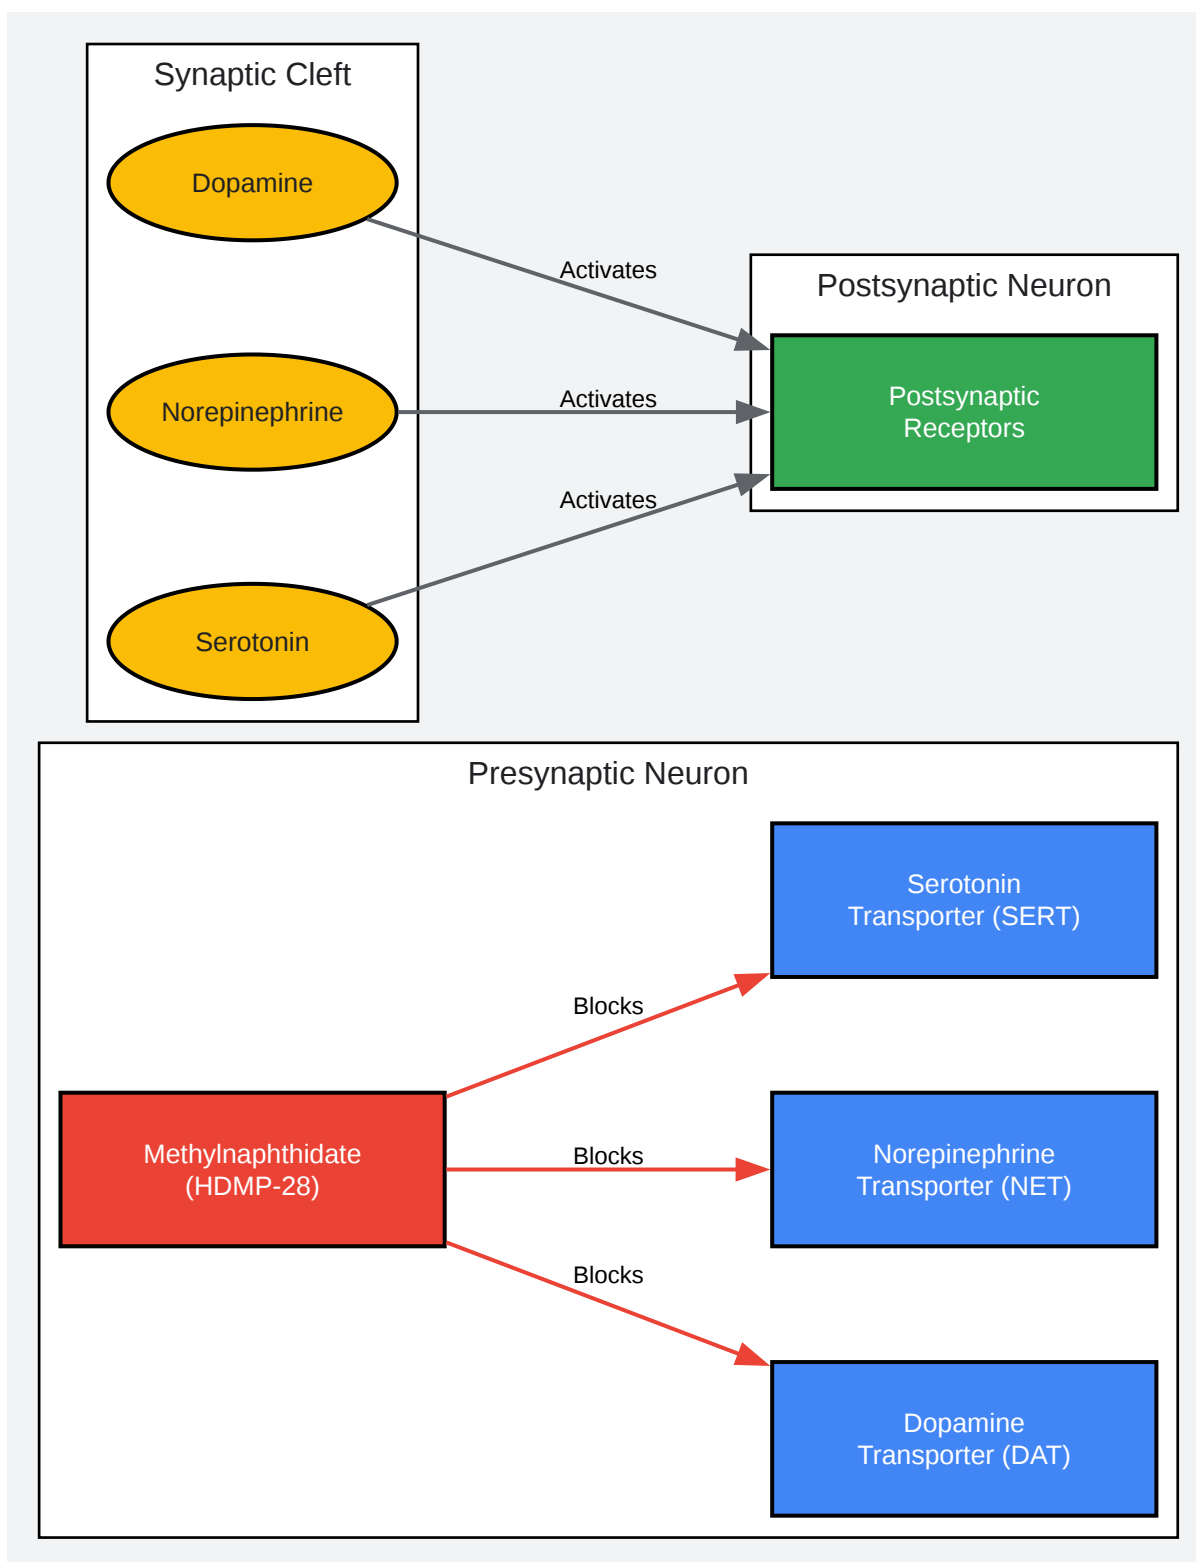 Synaptic Cleft
Dopamine
Activates
Postsynaptic Neuron
Norepinephrine
Activates
Postsynaptic
Receptors
Activates
Serotonin
Presynaptic Neuron
Serotonin
Transporter (SERT)
Blocks
Methylnaphthidate
(HDMP-28)
Blocks
Norepinephrine
Transporter (NET)
Blocks
Dopamine
Transporter (DAT)